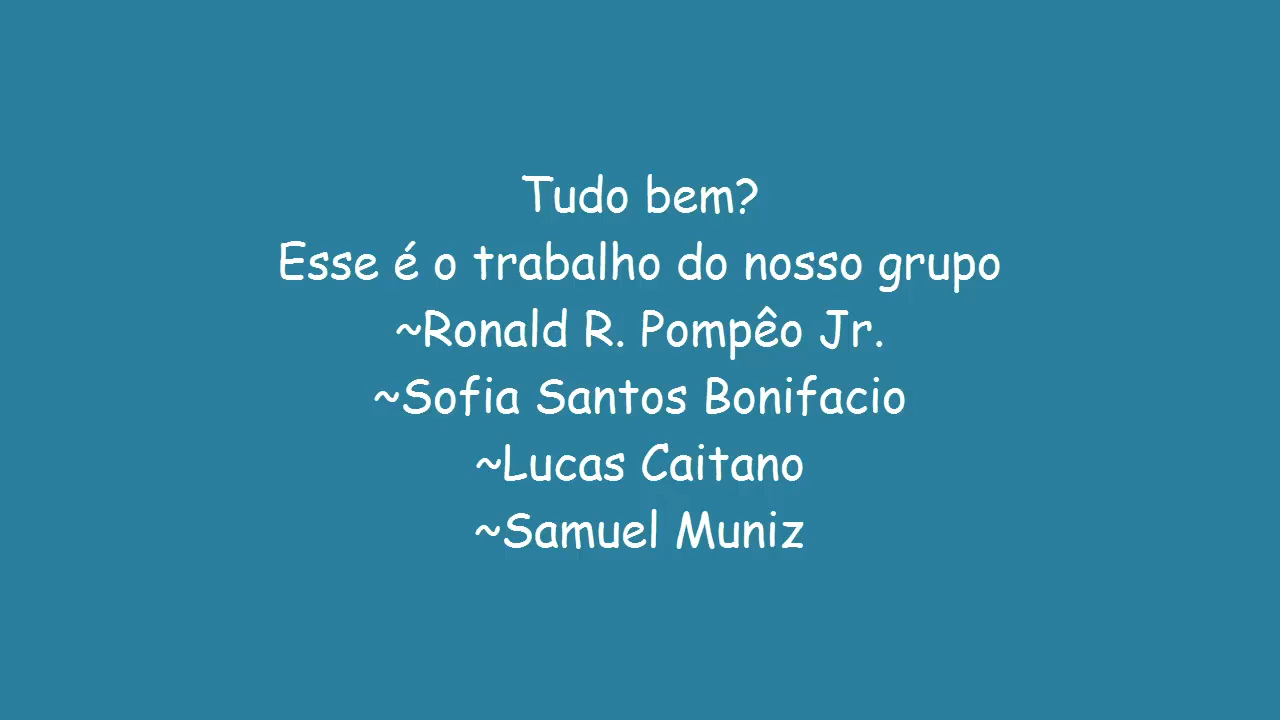 Tudo bem?
Esse é o trabalho do nosso grupo
~Ronald R. Pompêo Jr.
~Sofia Santos Bonifacio
~Lucas Caitano
~Samuel Muniz